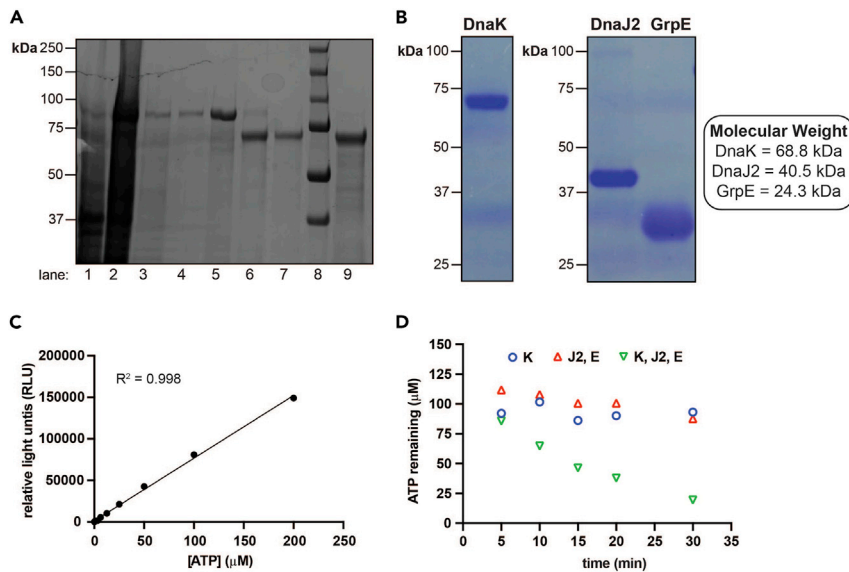 A
kDa
250
150
100
75
50
37
lane: 1 2 3 4 5 6 7 8 9
B
DnaK
DnaJ2 GrpE
kDa
100
75
50
37
25
kDa
100
75
50
37
25
Molecular Weight
DnaK = 68.8 kDa
DnaJ2 = 40.5 kDa
GrpE = 24.3 kDa
C
relative light untis (RLU)
200000
150000
100000
50000
0
R² = 0.998
0 50 100 150 200 250
[ATP] (μM)
D
ATP remaining (μM)
150
125
100
75
50
25
0
K J2, E K, J2, E
0 5 10 15 20 25 30 35
time (min)